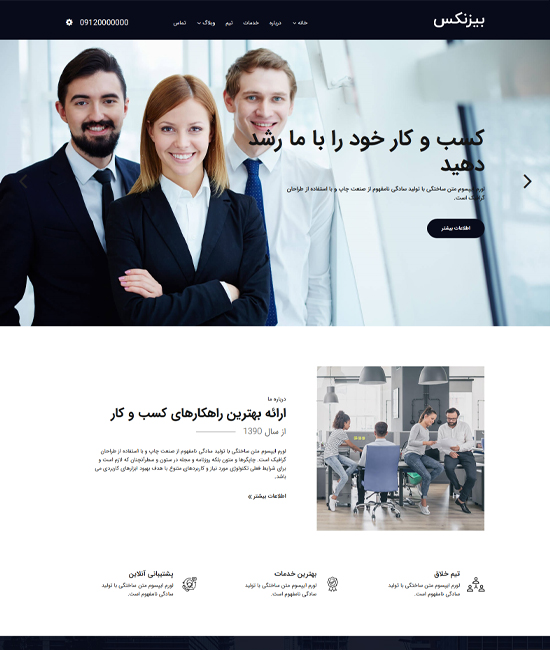 بیزنکس
خانه
درباره
خدمات
تیم
وبلاگ
تماس
09120000000
کسب و کار خود را با ما رشد
دهید
لورم ایپسوم متن ساختگی با تولید سادگی نامفهوم از صنعت چاپ و با استفاده از طراحان
گرافیک است.
اطلاعات بیشتر
درباره ما
ارائه بهترین راهکارهای کسب و کار
از سال 1390
لورم ایپسوم متن ساختگی با تولید سادگی نامفهوم از صنعت چاپ و با استفاده از طراحان
گرافیک است. چاپگرها و متون بلکه روزنامه و مجله در ستون و سطرآنچنان که لازم است و
برای شرایط فعلی تکنولوژی مورد نیاز و کاربردهای متنوع با هدف بهبود ابزارهای کاربردی می
باشد.
اطلاعات بیشتر »
تیم خلاق
لورم ایپسوم متن ساختگی با تولید
سادگی نامفهوم است.
بهترین خدمات
لورم ایپسوم متن ساختگی با تولید
سادگی نامفهوم است.
پشتیبانی آنلاین
لورم ایپسوم متن ساختگی با تولید
سادگی نامفهوم است.